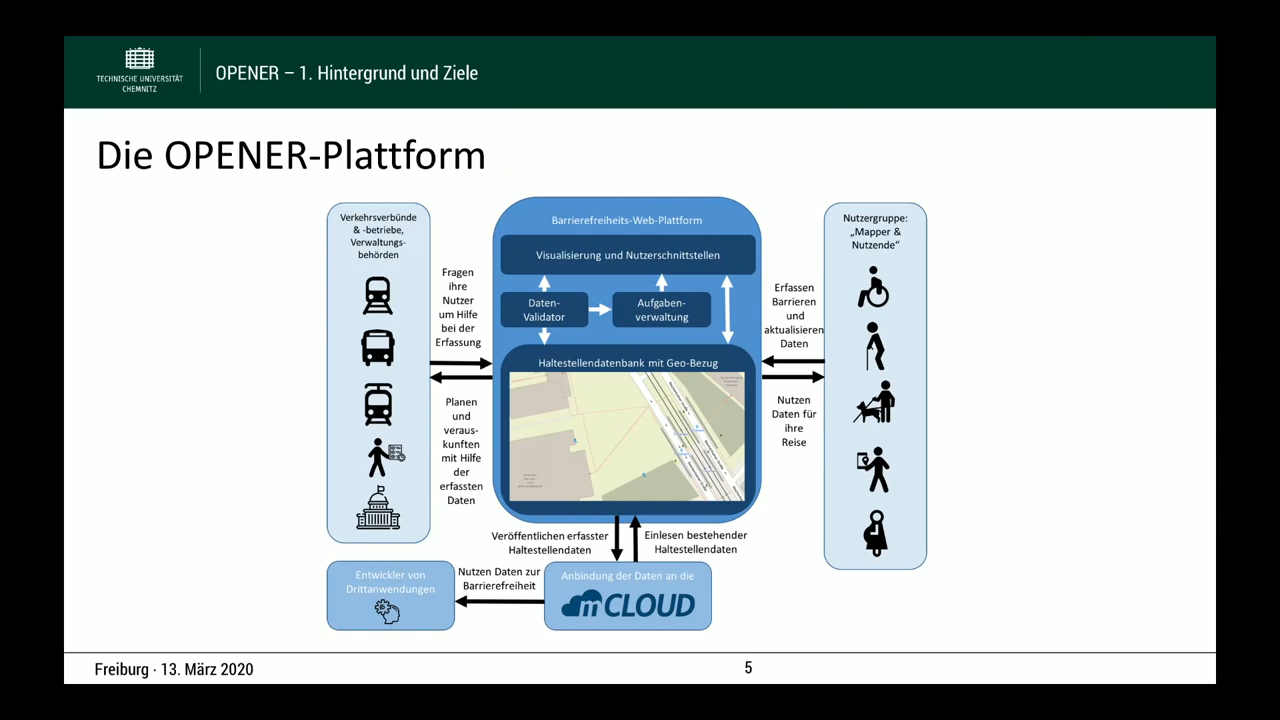 TECHNISCHE UNIVERSITÄT
CHEMNITZ
OPENER – 1. Hintergrund und Ziele
Die OPENER-Plattform
Verkehrsverbünde
& -betriebe,
Verwaltungs-
behörden
Fragen
ihre
Nutzer
um Hilfe
bei der
Erfassung
Planen
und
veraus-
kunften
mit Hilfe
der
erfassten
Daten
Barrierefreiheits-Web-Plattform
Visualisierung und Nutzerschnittstellen
Daten-
Validator
Aufgaben-
verwaltung
Haltestellendatenbank mit Geo-Bezug
Erfassen
Barrieren
und
aktualisieren
Daten
Nutzen
Daten für
ihre
Reise
Nutzergruppe:
„Mapper &
Nutzende“
Veröffentlichen erfasster
Haltestellendaten
Einlesen bestehender
Haltestellendaten
Entwickler von
Drittanwendungen
Nutzen Daten zur
Barrierefreiheit
Anbindung der Daten an die
mCLOUD
Freiburg · 13. März 2020
5